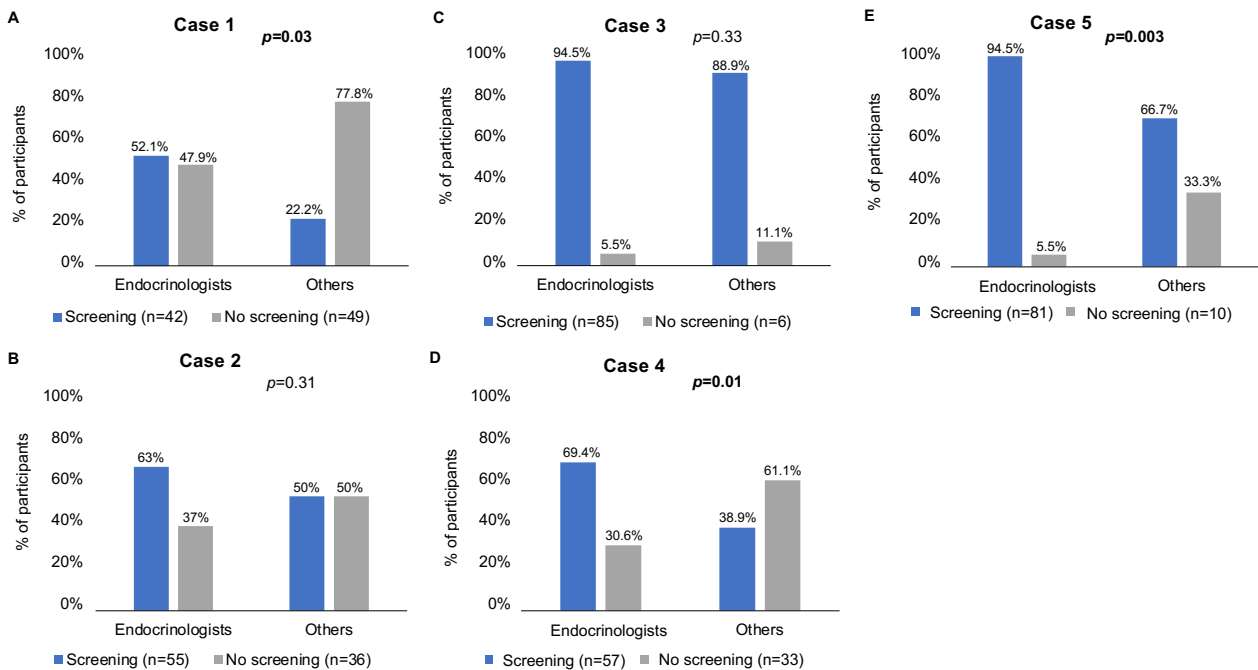 A
Case 1
p=0.03
% of participants
100%
80%
60%
40%
20%
0%
52.1%
47.9%
22.2%
77.8%
Endocrinologists
Others
Screening (n=42)
No screening (n=49)
B
Case 2
p=0.31
% of participants
100%
80%
60%
40%
20%
0%
63%
37%
50%
50%
Endocrinologists
Others
Screening (n=55)
No screening (n=36)
C
Case 3
p=0.33
% of participants
100%
80%
60%
40%
20%
0%
94.5%
5.5%
88.9%
11.1%
Endocrinologists
Others
Screening (n=85)
No screening (n=6)
D
Case 4
p=0.01
% of participants
100%
80%
60%
40%
20%
0%
69.4%
30.6%
38.9%
61.1%
Endocrinologists
Others
Screening (n=57)
No screening (n=33)
E
Case 5
p=0.003
% of participants
100%
80%
60%
40%
20%
0%
94.5%
5.5%
66.7%
33.3%
Endocrinologists
Others
Screening (n=81)
No screening (n=10)